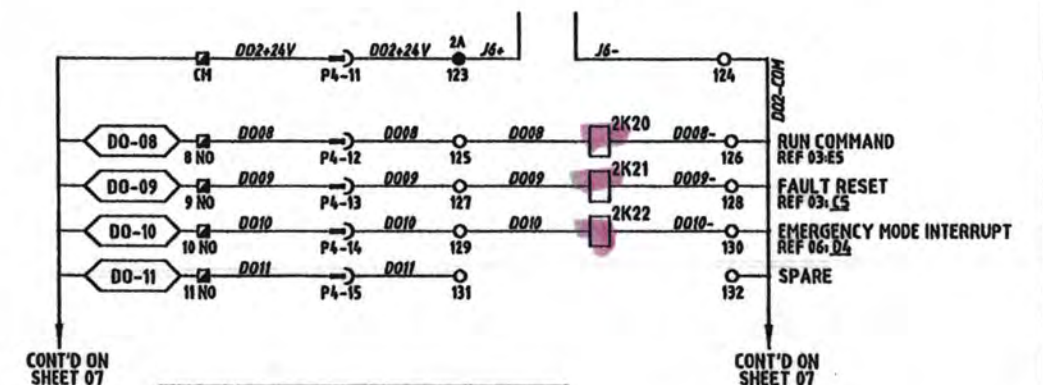 DO2+24V DO2+24V 2A J6+ J6-
CM P4-11 123 124
DO2-COM
DO-08 DO08 DO08 DO08 2K20 DO08- RUN COMMAND
8 NO P4-12 125 126 REF 03:E5
DO-09 DO09 DO09 DO09 2K21 DO09- FAULT RESET
9 NO P4-13 127 128 REF 03:C5
DO-10 DO10 DO10 DO10 2K22 DO10- EMERGENCY MODE INTERRUPT
10 NO P4-14 129 130 REF 06:D4
DO-11 DO11 DO11 SPARE
11 NO P4-15 131 132
CONT'D ON CONT'D ON
SHEET 07 SHEET 07